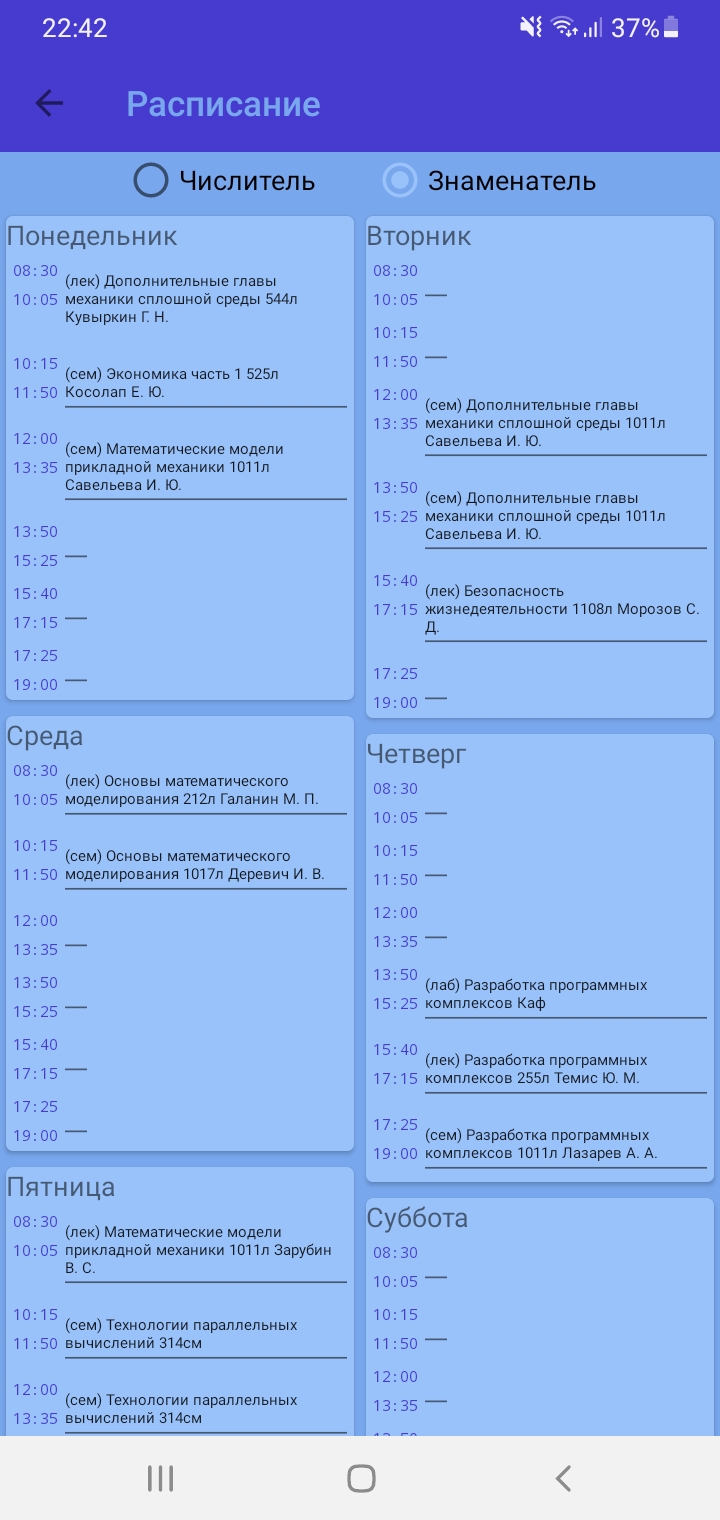 22:42
37%
Расписание
Числитель
Знаменатель
Понедельник
08:30
10:05
(лек) Дополнительные главы
механики сплошной среды 544л
Кувыркин Г. Н.
10:15
11:50
(сем) Экономика часть 1 525л
Косолап Е. Ю.
12:00
13:35
(сем) Математические модели
прикладной механики 1011л
Савельева И. Ю.
13:50
15:25
—
15:40
17:15
—
17:25
19:00
—
Вторник
08:30
10:05
—
10:15
11:50
—
12:00
13:35
(сем) Дополнительные главы
механики сплошной среды 1011л
Савельева И. Ю.
13:50
15:25
(сем) Дополнительные главы
механики сплошной среды 1011л
Савельева И. Ю.
15:40
17:15
(лек) Безопасность
жизнедеятельности 1108л Морозов С.
Д.
17:25
19:00
—
Среда
08:30
10:05
(лек) Основы математического
моделирования 212л Галанин М. П.
10:15
11:50
(сем) Основы математического
моделирования 1017л Деревич И. В.
12:00
13:35
—
13:50
15:25
—
15:40
17:15
—
17:25
19:00
—
Четверг
08:30
10:05
—
10:15
11:50
—
12:00
13:35
—
13:50
15:25
(лаб) Разработка программных
комплексов Каф
15:40
17:15
(лек) Разработка программных
комплексов 255л Темис Ю. М.
17:25
19:00
(сем) Разработка программных
комплексов 1011л Лазарев А. А.
Пятница
08:30
10:05
(лек) Математические модели
прикладной механики 1011л Зарубин
В. С.
10:15
11:50
(сем) Технологии параллельных
вычислений 314см
12:00
13:35
(сем) Технологии параллельных
вычислений 314см
Суббота
08:30
10:05
—
10:15
11:50
—
12:00
13:35
—